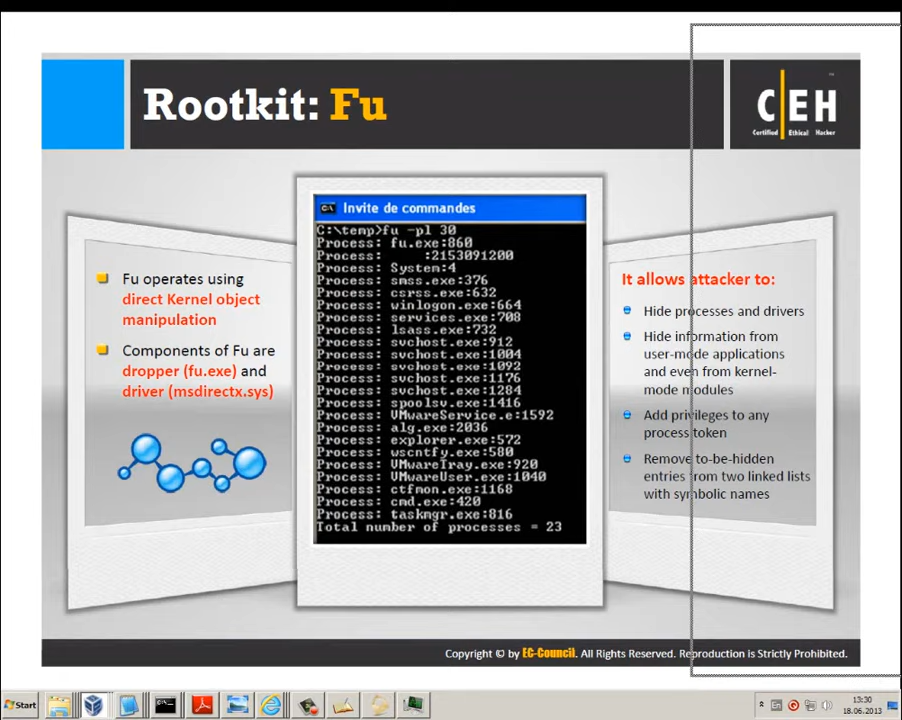 Rootkit: Fu
C|EH
™
Certified Ethical Hacker
Fu operates using
direct Kernel object
manipulation
Components of Fu are
dropper (fu.exe) and
driver (msdirectx.sys)
Invite de commandes
C:\temp>fu -pl 30
Process: fu.exe:860
Process: :2153091200
Process: System:4
Process: smss.exe:376
Process: csrss.exe:632
Process: winlogon.exe:664
Process: services.exe:708
Process: lsass.exe:732
Process: svchost.exe:912
Process: svchost.exe:1004
Process: svchost.exe:1092
Process: svchost.exe:1176
Process: svchost.exe:1284
Process: spoolsv.exe:1416
Process: VMwareService.e:1592
Process: alg.exe:2036
Process: explorer.exe:572
Process: wscntfy.exe:580
Process: VMwareTray.exe:920
Process: VMwareUser.exe:1040
Process: ctfmon.exe:1168
Process: cmd.exe:420
Process: taskmgr.exe:816
Total number of processes = 23
It allows attacker to:
Hide processes and drivers
Hide information from
user-mode applications
and even from kernel-
mode modules
Add privileges to any
process token
Remove to-be-hidden
entries from two linked lists
with symbolic names
Copyright © by EC-Council. All Rights Reserved. Reproduction is Strictly Prohibited.
Start
13:30
18.06.2013